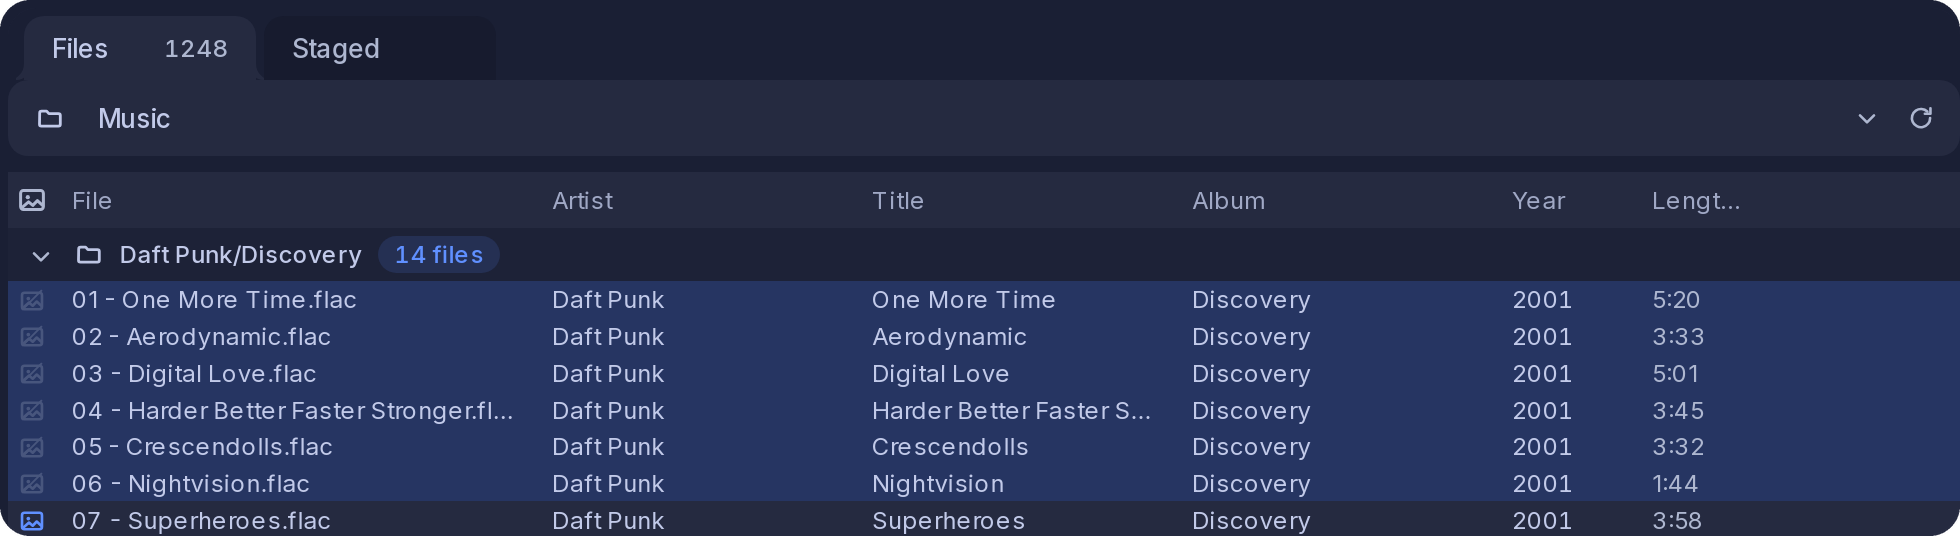 Files 1248 Staged
Music
File Artist Title Album Year Lengt...
Daft Punk/Discovery 14 files
01 - One More Time.flac Daft Punk One More Time Discovery 2001 5:20
02 - Aerodynamic.flac Daft Punk Aerodynamic Discovery 2001 3:33
03 - Digital Love.flac Daft Punk Digital Love Discovery 2001 5:01
04 - Harder Better Faster Stronger.fl... Daft Punk Harder Better Faster S... Discovery 2001 3:45
05 - Crescendolls.flac Daft Punk Crescendolls Discovery 2001 3:32
06 - Nightvision.flac Daft Punk Nightvision Discovery 2001 1:44
07 - Superheroes.flac Daft Punk Superheroes Discovery 2001 3:58